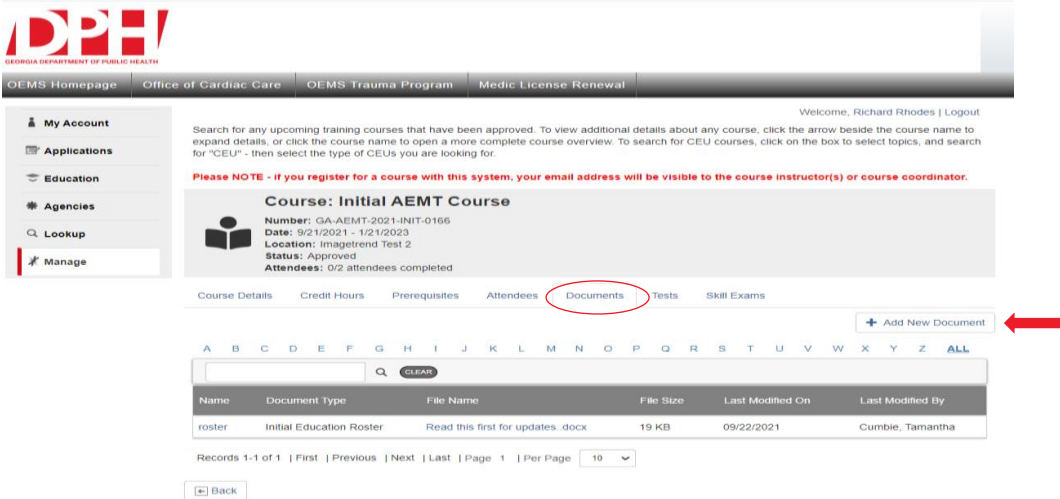 DPH
GEORGIA DEPARTMENT OF PUBLIC HEALTH
OEMS Homepage Office of Cardiac Care OEMS Trauma Program Medic License Renewal
Welcome, Richard Rhodes | Logout
My Account
Applications
Education
Agencies
Lookup
Manage
Search for any upcoming training courses that have been approved. To view additional details about any course, click the arrow beside the course name to
expand details, or click the course name to open a more complete course overview. To search for CEU courses, click on the box to select topics, and search
for "CEU" - then select the type of CEUs you are looking for.
Please NOTE - if you register for a course with this system, your email address will be visible to the course instructor(s) or course coordinator.
Course: Initial AEMT Course
Number: GA-AEMT-2021-INIT-0166
Date: 9/21/2021 - 1/21/2023
Location: Imagetrend Test 2
Status: Approved
Attendees: 0/2 attendees completed
Course Details Credit Hours Prerequisites Attendees Documents Tests Skill Exams
+ Add New Document
A B C D E F G H I J K L M N O P Q R S T U V W X Y Z ALL
CLEAR
Name Document Type File Name File Size Last Modified On Last Modified By
roster Initial Education Roster Read this first for updates..docx 19 KB 09/22/2021 Cumbie, Tamantha
Records 1-1 of 1 | First | Previous | Next | Last | Page 1 | Per Page 10
Back